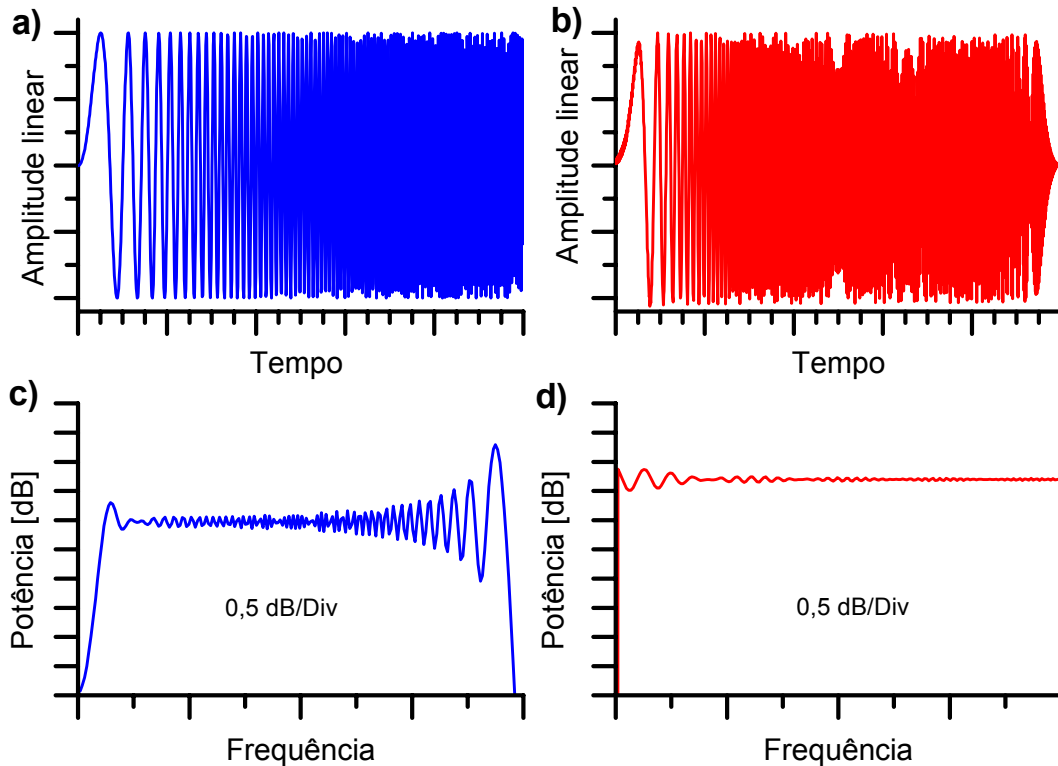 a)
Amplitude linear
Tempo
b)
Amplitude linear
Tempo
c)
Potência [dB]
0,5 dB/Div
Frequência
d)
Potência [dB]
0,5 dB/Div
Frequência